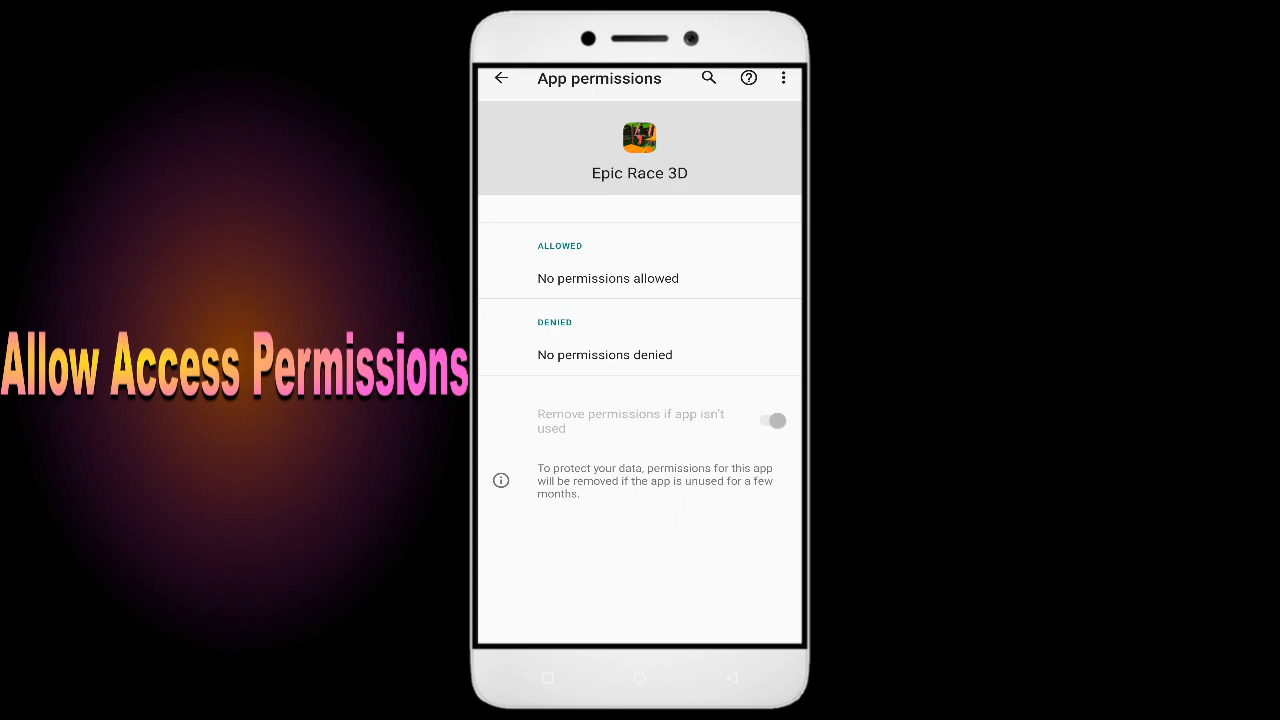 App permissions
Epic Race 3D
ALLOWED
No permissions allowed
DENIED
No permissions denied
Allow Access Permissions
Remove permissions if app isn't
used
To protect your data, permissions for this app
will be removed if the app is unused for a few
months.